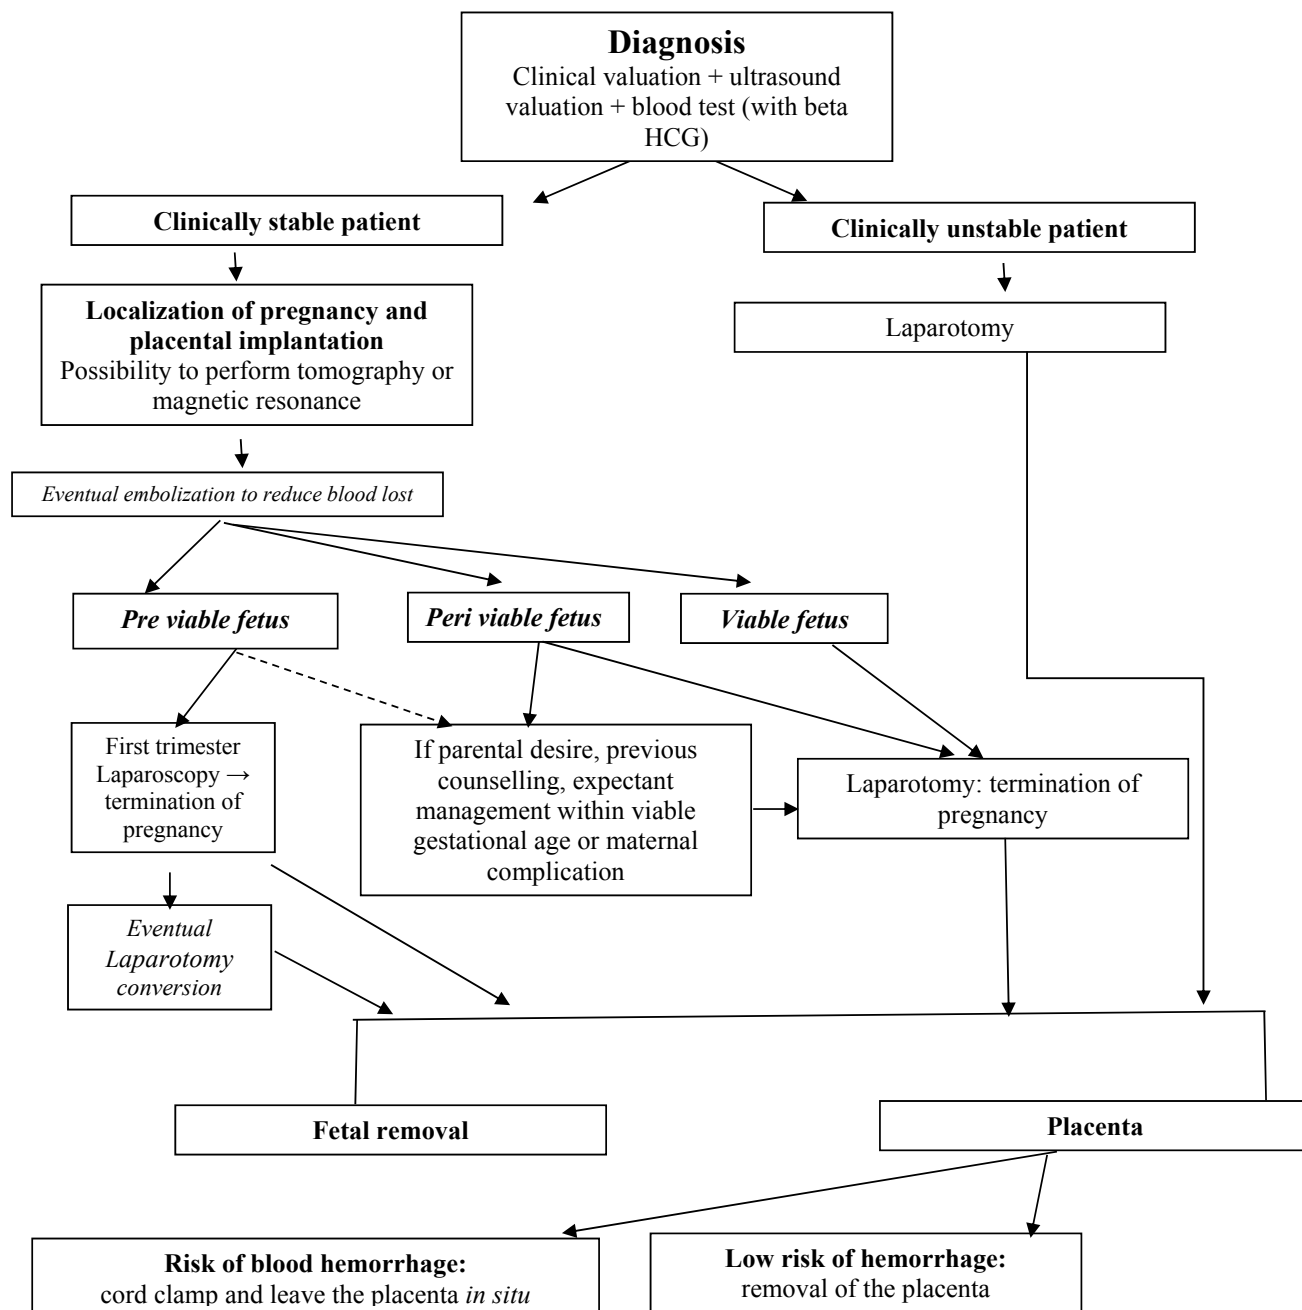 Diagnosis
Clinical valuation + ultrasound
valuation + blood test (with beta
HCG)
Clinically stable patient
Clinically unstable patient
Localization of pregnancy and
placental implantation
Possibility to perform tomography or
magnetic resonance
Laparotomy
Eventual embolization to reduce blood lost
Pre viable fetus
Peri viable fetus
Viable fetus
First trimester
Laparoscopy →
termination of
pregnancy
If parental desire, previous
counselling, expectant
management within viable
gestational age or maternal
complication
Laparotomy: termination of
pregnancy
Eventual
Laparotomy
conversion
Fetal removal
Placenta
Risk of blood hemorrhage:
cord clamp and leave the placenta in situ
Low risk of hemorrhage:
removal of the placenta